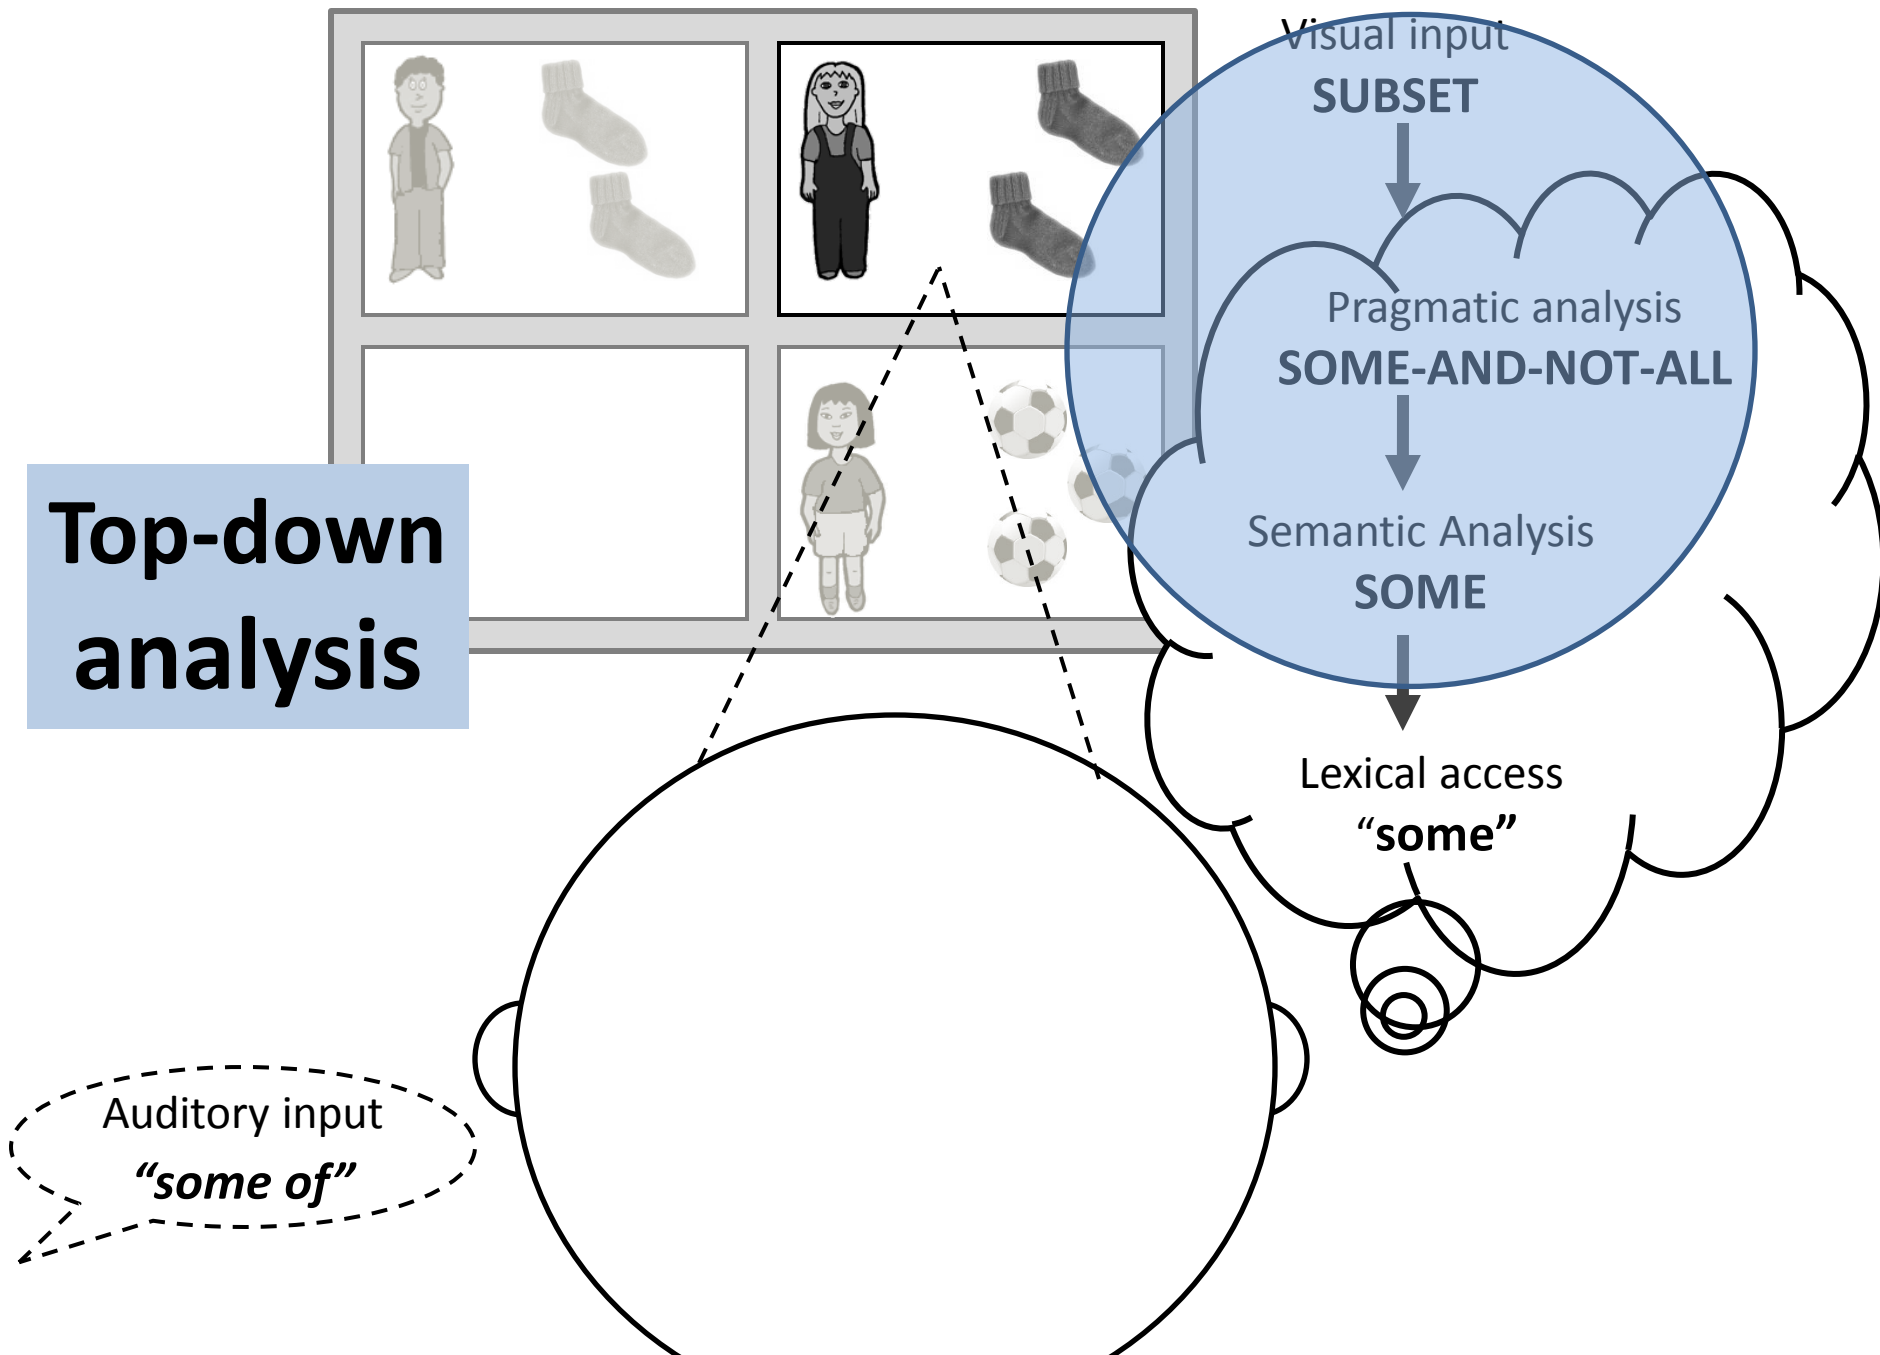 Visual input
SUBSET
Pragmatic analysis
SOME-AND-NOT-ALL
Semantic Analysis
SOME
Lexical access
“some”
Top-down
analysis
Auditory input
“some of”